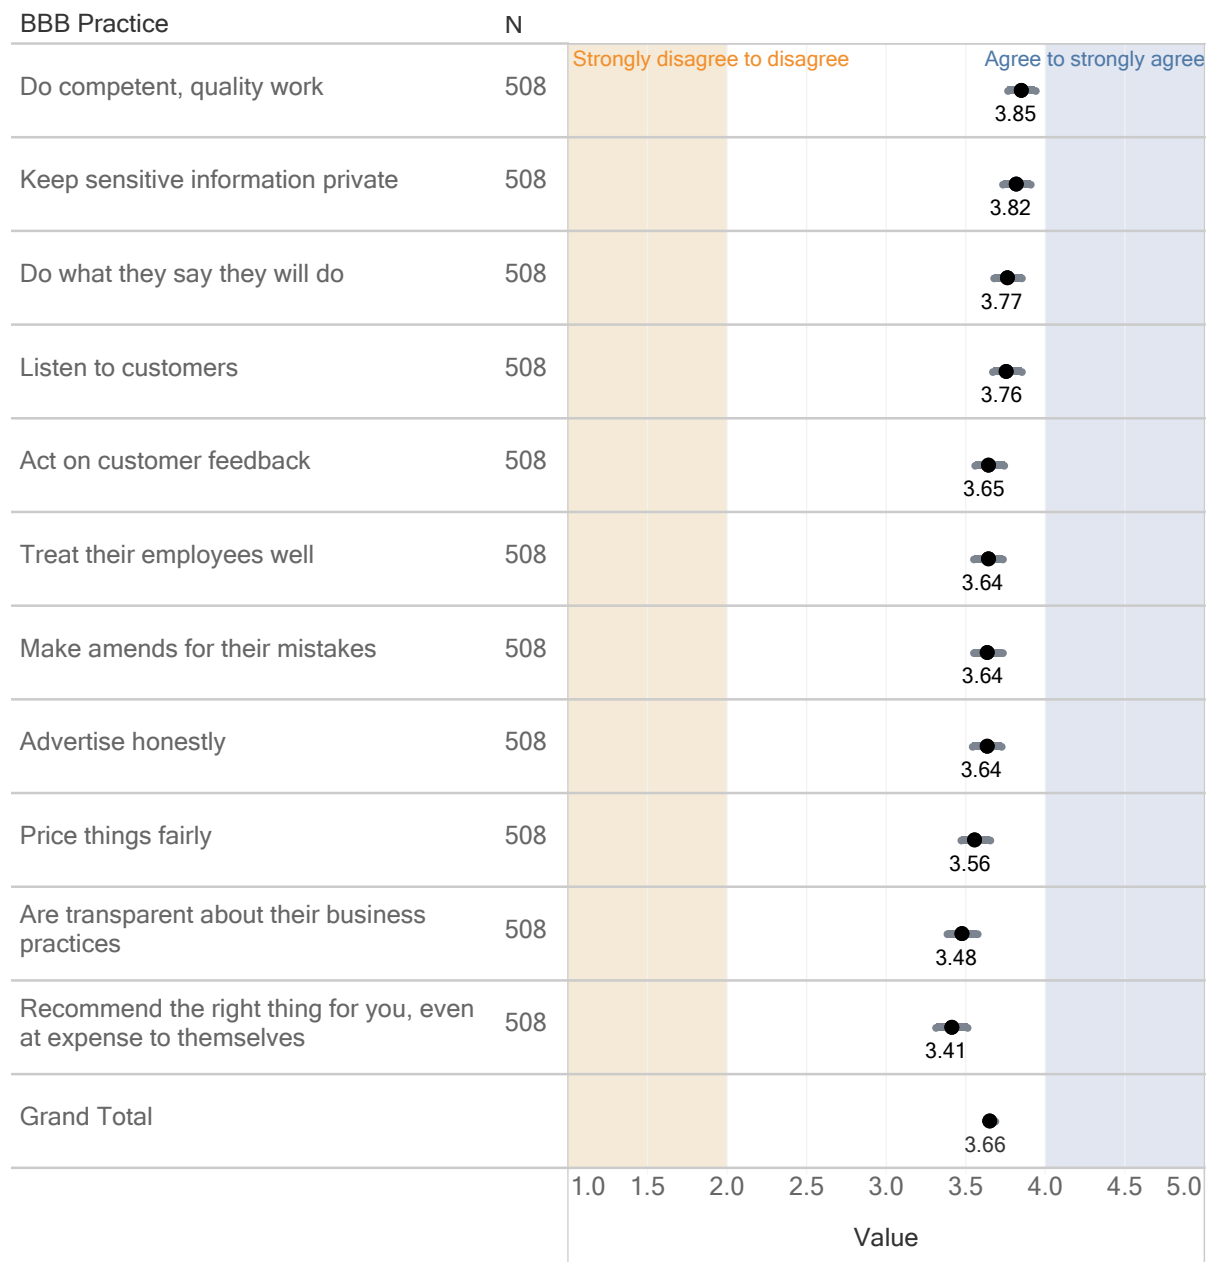 BBB Practice N
Strongly disagree to disagree Agree to strongly agree
Do competent, quality work 508
3.85
Keep sensitive information private 508
3.82
Do what they say they will do 508
3.77
Listen to customers 508
3.76
Act on customer feedback 508
3.65
Treat their employees well 508
3.64
Make amends for their mistakes 508
3.64
Advertise honestly 508
3.64
Price things fairly 508
3.56
Are transparent about their business
practices
508
3.48
Recommend the right thing for you, even
at expense to themselves
508
3.41
Grand Total
3.66
1.0 1.5 2.0 2.5 3.0 3.5 4.0 4.5 5.0
Value